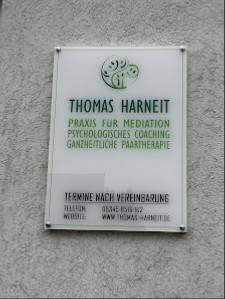 THOMAS HARNEIT
PRAXIS FÜR MEDIATION
PSYCHOLOGISCHES COACHING
GANZHEITLICHE PAARTHERAPIE
TERMINE NACH VEREINBARUNG
TELEFON:
WEBSITE: WWW.THOMAS-HARNEIT.DE